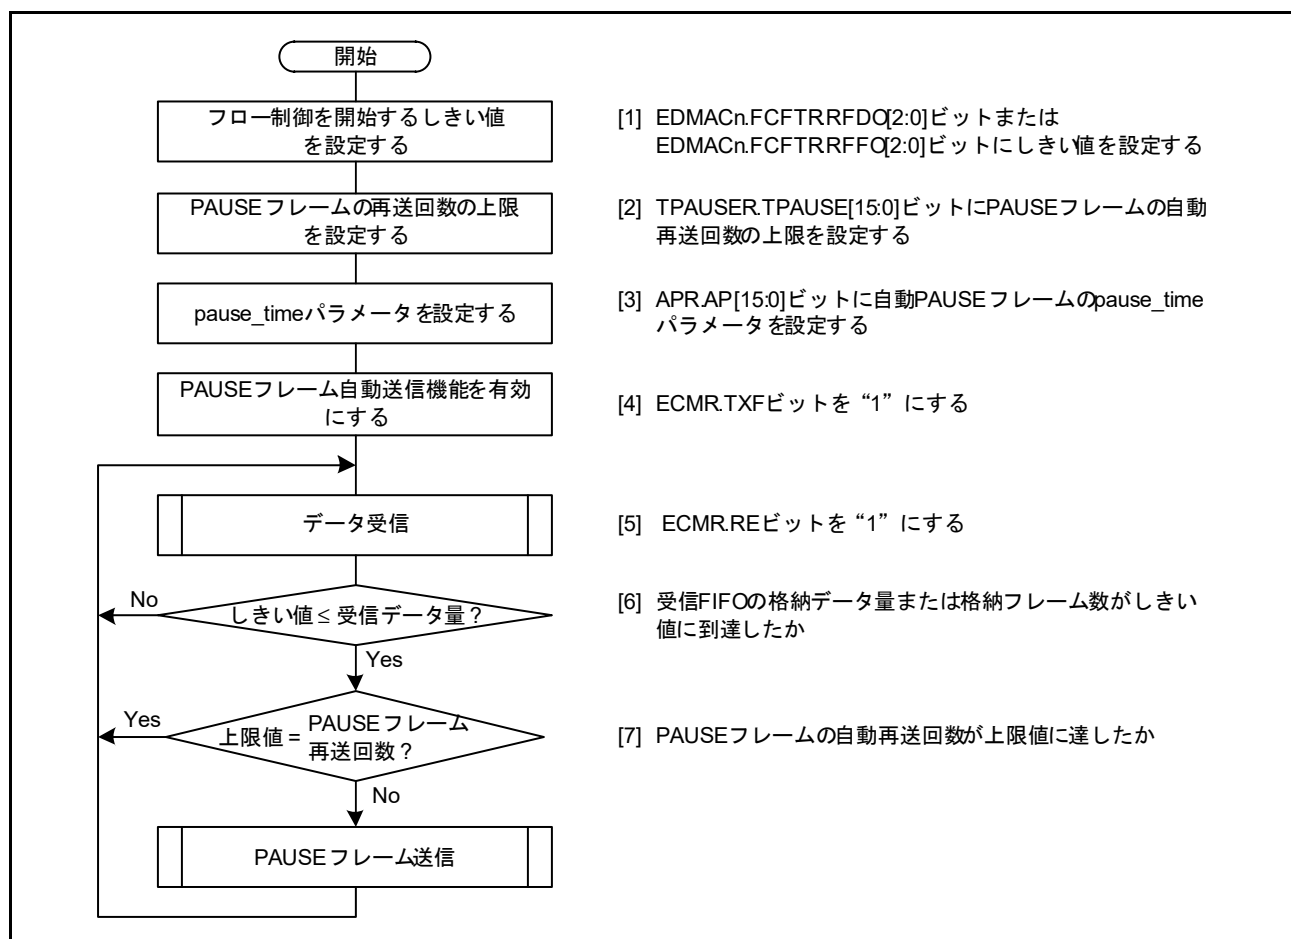 開始
フロー制御を開始するしきい値
を設定する
[1] EDMACn.FCFTR.RFDO[2:0]ビットまたは
EDMACn.FCFTR.RFFO[2:0]ビットにしきい値を設定する
PAUSEフレームの再送回数の上限
を設定する
[2] TPAUSER.TPAUSE[15:0]ビットにPAUSEフレームの自動
再送回数の上限を設定する
pause_timeパラメータを設定する
[3] APR.AP[15:0]ビットに自動PAUSEフレームのpause_time
パラメータを設定する
PAUSEフレーム自動送信機能を有効
にする
[4] ECMR.TXFビットを“1”にする
データ受信
[5] ECMR.REビットを“1”にする
No
しきい値 ≤ 受信データ量？
[6] 受信FIFOの格納データ量または格納フレーム数がしきい
値に到達したか
Yes
Yes
上限値 = PAUSEフレーム
再送回数？
[7] PAUSEフレームの自動再送回数が上限値に達したか
No
PAUSEフレーム送信